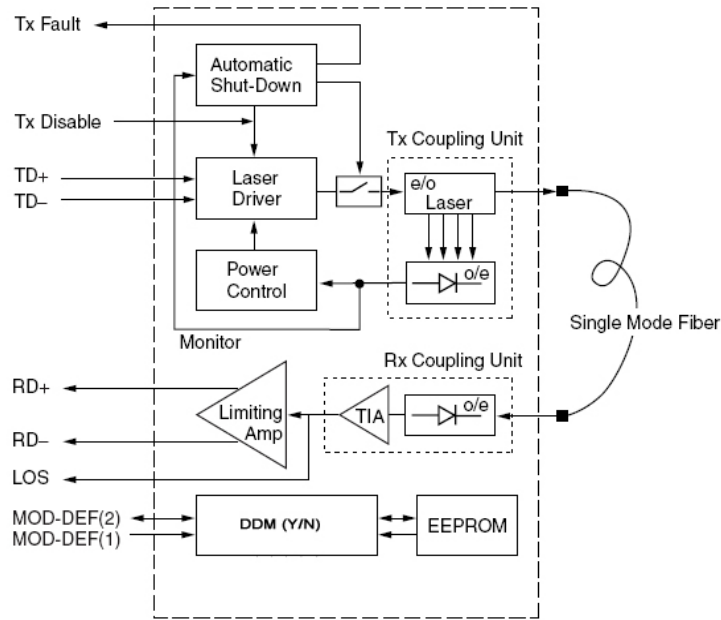 Tx Fault
Automatic
Shut-Down
Tx Disable
Tx Coupling Unit
TD+
TD–
Laser
Driver
e/o
Laser
Power
Control
o/e
Monitor
Single Mode Fiber
Rx Coupling Unit
RD+
RD–
LOS
Limiting
Amp
TIA
o/e
MOD-DEF(2)
MOD-DEF(1)
DDM (Y/N)
EEPROM